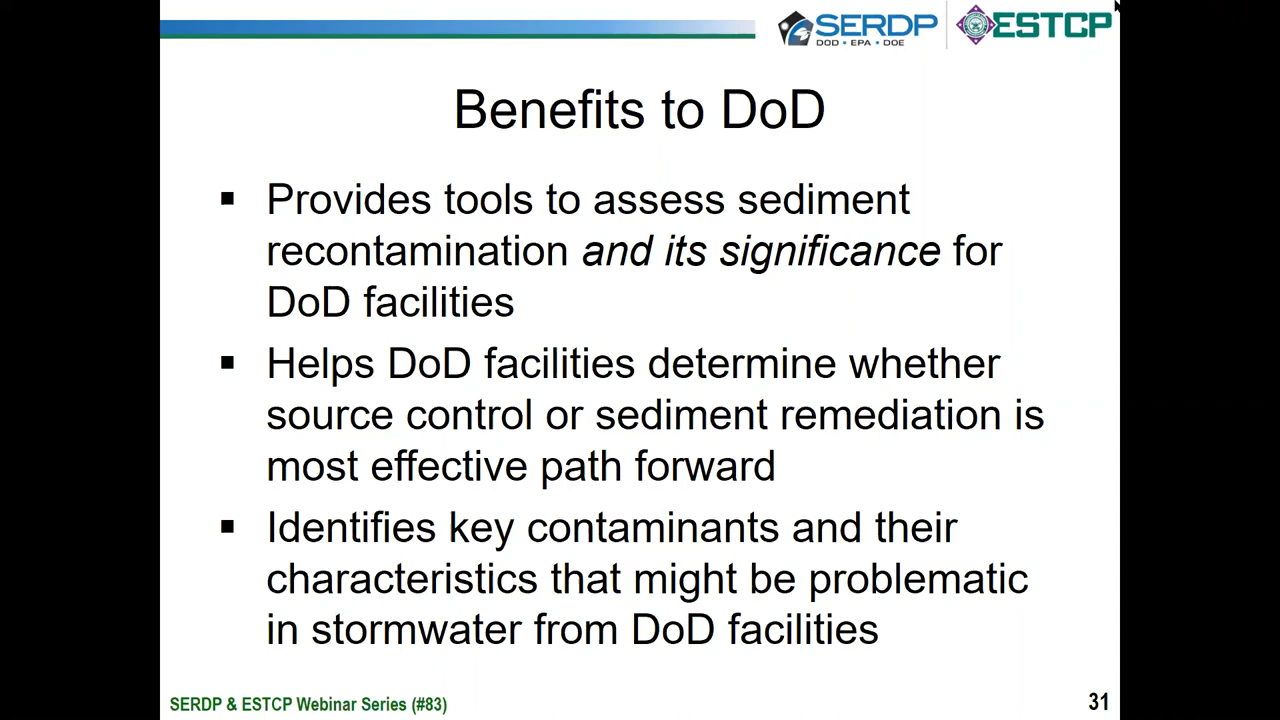 SERDP
DOD • EPA • DOE
ESTCP
Benefits to DoD
▪ Provides tools to assess sediment
recontamination and its significance for
DoD facilities
▪ Helps DoD facilities determine whether
source control or sediment remediation is
most effective path forward
▪ Identifies key contaminants and their
characteristics that might be problematic
in stormwater from DoD facilities
SERDP & ESTCP Webinar Series (#83)
31